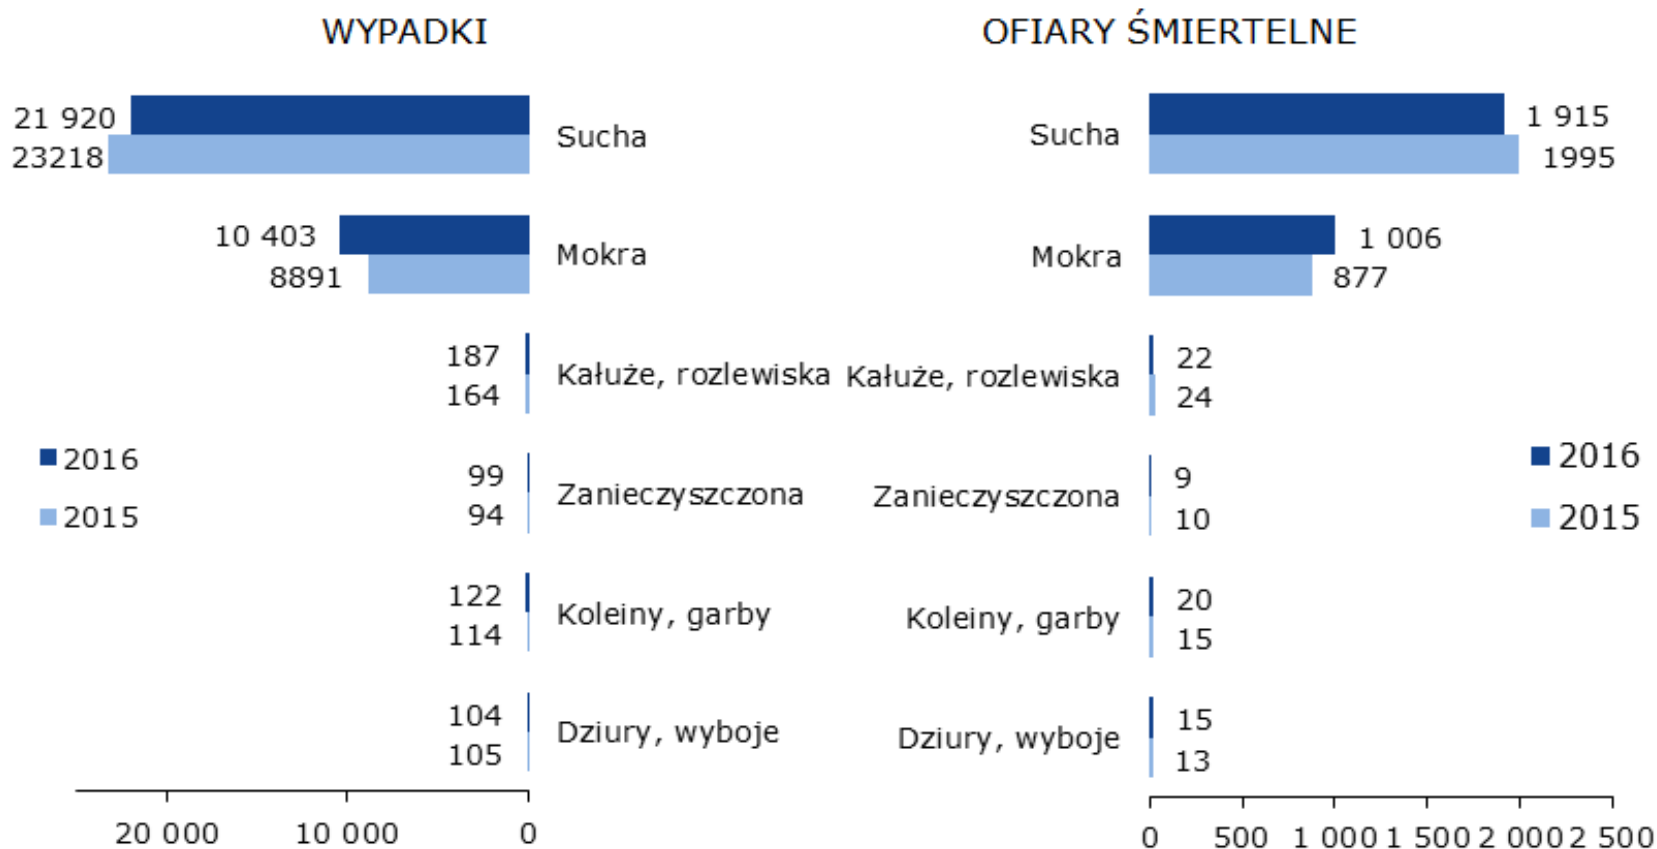 WYPADKI
21 920
23218
Sucha
10 403
8891
Mokra
187
164
Kałuże, rozlewiska
99
94
Zanieczyszczona
122
114
Koleiny, garby
104
105
Dziury, wyboje
2016
2015
20 000 10 000 0
OFIARY ŚMIERTELNE
Sucha
1 915
1995
Mokra
1 006
877
Kałuże, rozlewiska
22
24
Zanieczyszczona
9
10
Koleiny, garby
20
15
Dziury, wyboje
15
13
2016
2015
0 500 1 000 1 500 2 000 2 500